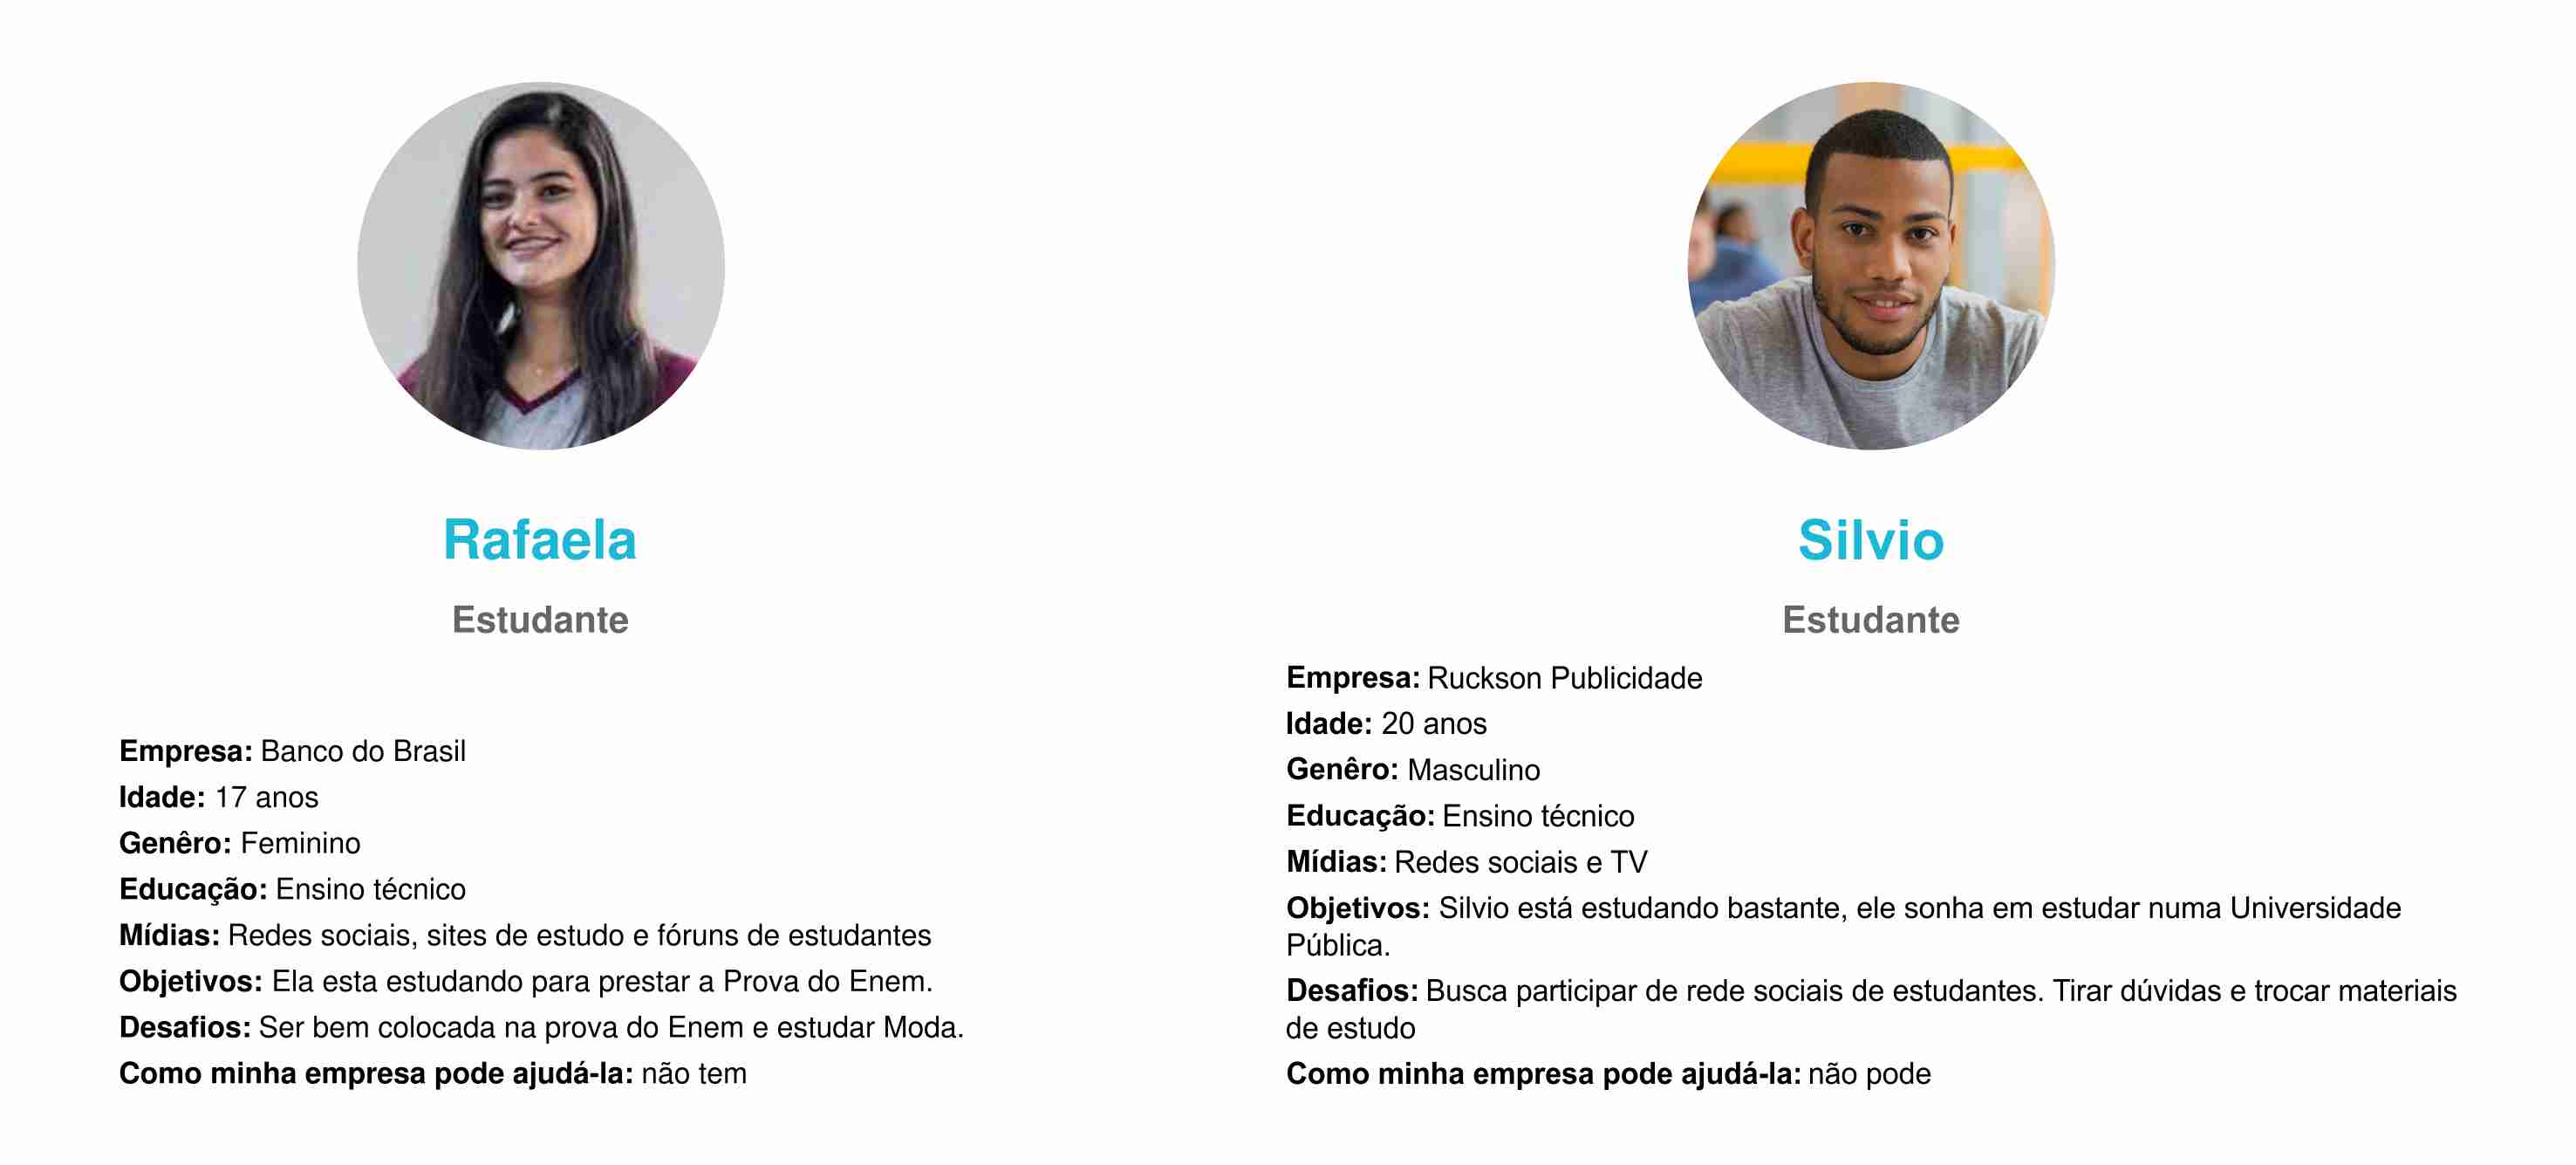 Rafaela
Estudante
Empresa: Banco do Brasil
Idade: 17 anos
Genêro: Feminino
Educação: Ensino técnico
Mídias: Redes sociais, sites de estudo e fóruns de estudantes
Objetivos: Ela esta estudando para prestar a Prova do Enem.
Desafios: Ser bem colocada na prova do Enem e estudar Moda.
Como minha empresa pode ajudá-la: não tem
Silvio
Estudante
Empresa: Ruckson Publicidade
Idade: 20 anos
Genêro: Masculino
Educação: Ensino técnico
Mídias: Redes sociais e TV
Objetivos: Silvio está estudando bastante, ele sonha em estudar numa Universidade
Pública.
Desafios: Busca participar de rede sociais de estudantes. Tirar dúvidas e trocar materiais
de estudo
Como minha empresa pode ajudá-la: não pode